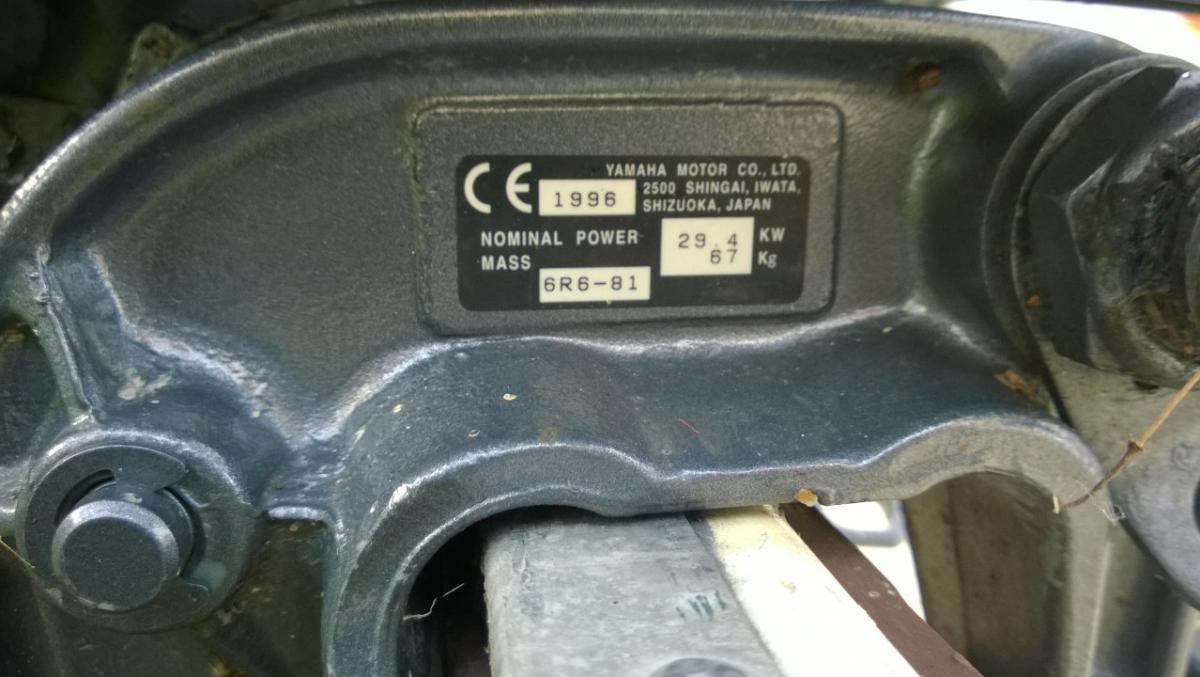 CE YAMAHA MOTOR CO., LTD.
1996 2500 SHINGAI, IWATA,
SHIZUOKA, JAPAN
NOMINAL POWER 29.4 KW
MASS 67 Kg
6R6-81